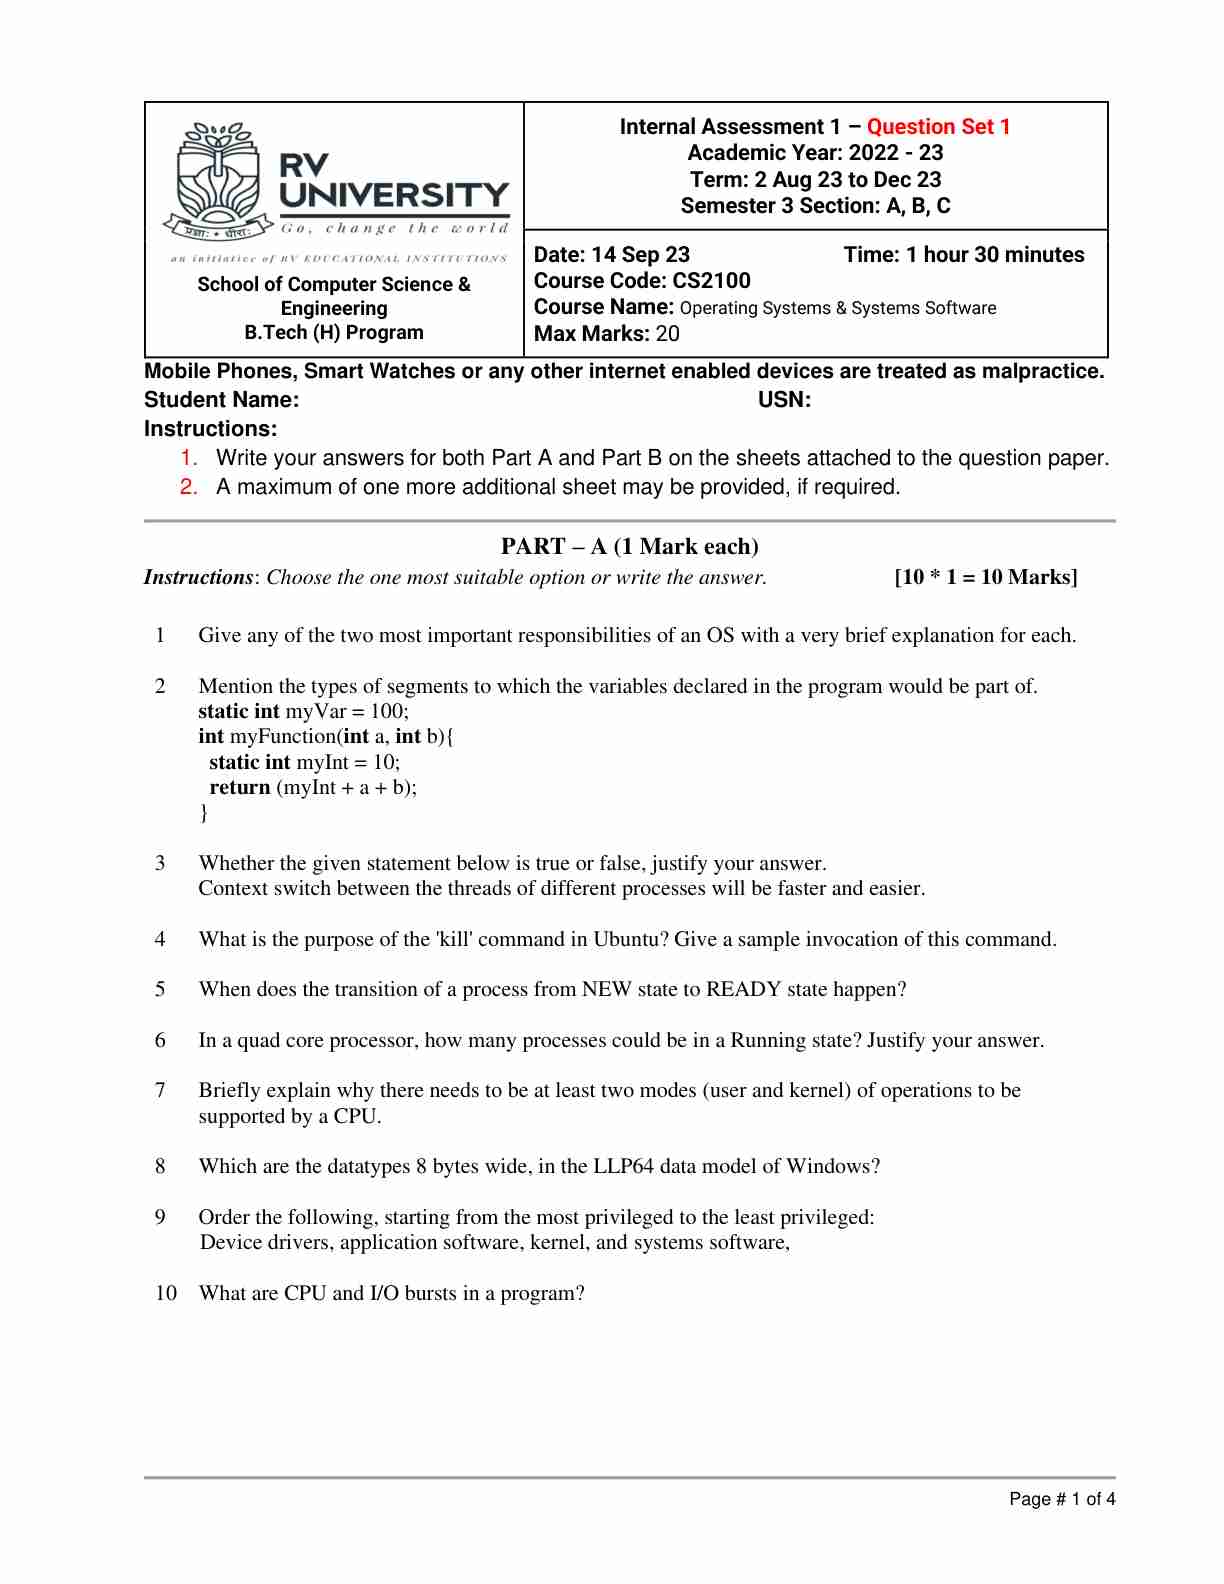 RV
UNIVERSITY
Go, change the world
प्रज्ञाः • धीराः
an initiative of RV EDUCATIONAL INSTITUTIONS
School of Computer Science &
Engineering
B.Tech (H) Program
Internal Assessment 1 – Question Set 1
Academic Year: 2022 - 23
Term: 2 Aug 23 to Dec 23
Semester 3 Section: A, B, C
Date: 14 Sep 23 Time: 1 hour 30 minutes
Course Code: CS2100
Course Name: Operating Systems & Systems Software
Max Marks: 20
Mobile Phones, Smart Watches or any other internet enabled devices are treated as malpractice.
Student Name: USN:
Instructions:
1. Write your answers for both Part A and Part B on the sheets attached to the question paper.
2. A maximum of one more additional sheet may be provided, if required.
PART – A (1 Mark each)
Instructions: Choose the one most suitable option or write the answer. [10 * 1 = 10 Marks]
1 Give any of the two most important responsibilities of an OS with a very brief explanation for each.
2 Mention the types of segments to which the variables declared in the program would be part of.
static int myVar = 100;
int myFunction(int a, int b){
static int myInt = 10;
return (myInt + a + b);
}
3 Whether the given statement below is true or false, justify your answer.
Context switch between the threads of different processes will be faster and easier.
4 What is the purpose of the 'kill' command in Ubuntu? Give a sample invocation of this command.
5 When does the transition of a process from NEW state to READY state happen?
6 In a quad core processor, how many processes could be in a Running state? Justify your answer.
7 Briefly explain why there needs to be at least two modes (user and kernel) of operations to be
supported by a CPU.
8 Which are the datatypes 8 bytes wide, in the LLP64 data model of Windows?
9 Order the following, starting from the most privileged to the least privileged:
Device drivers, application software, kernel, and systems software,
10 What are CPU and I/O bursts in a program?
Page # 1 of 4